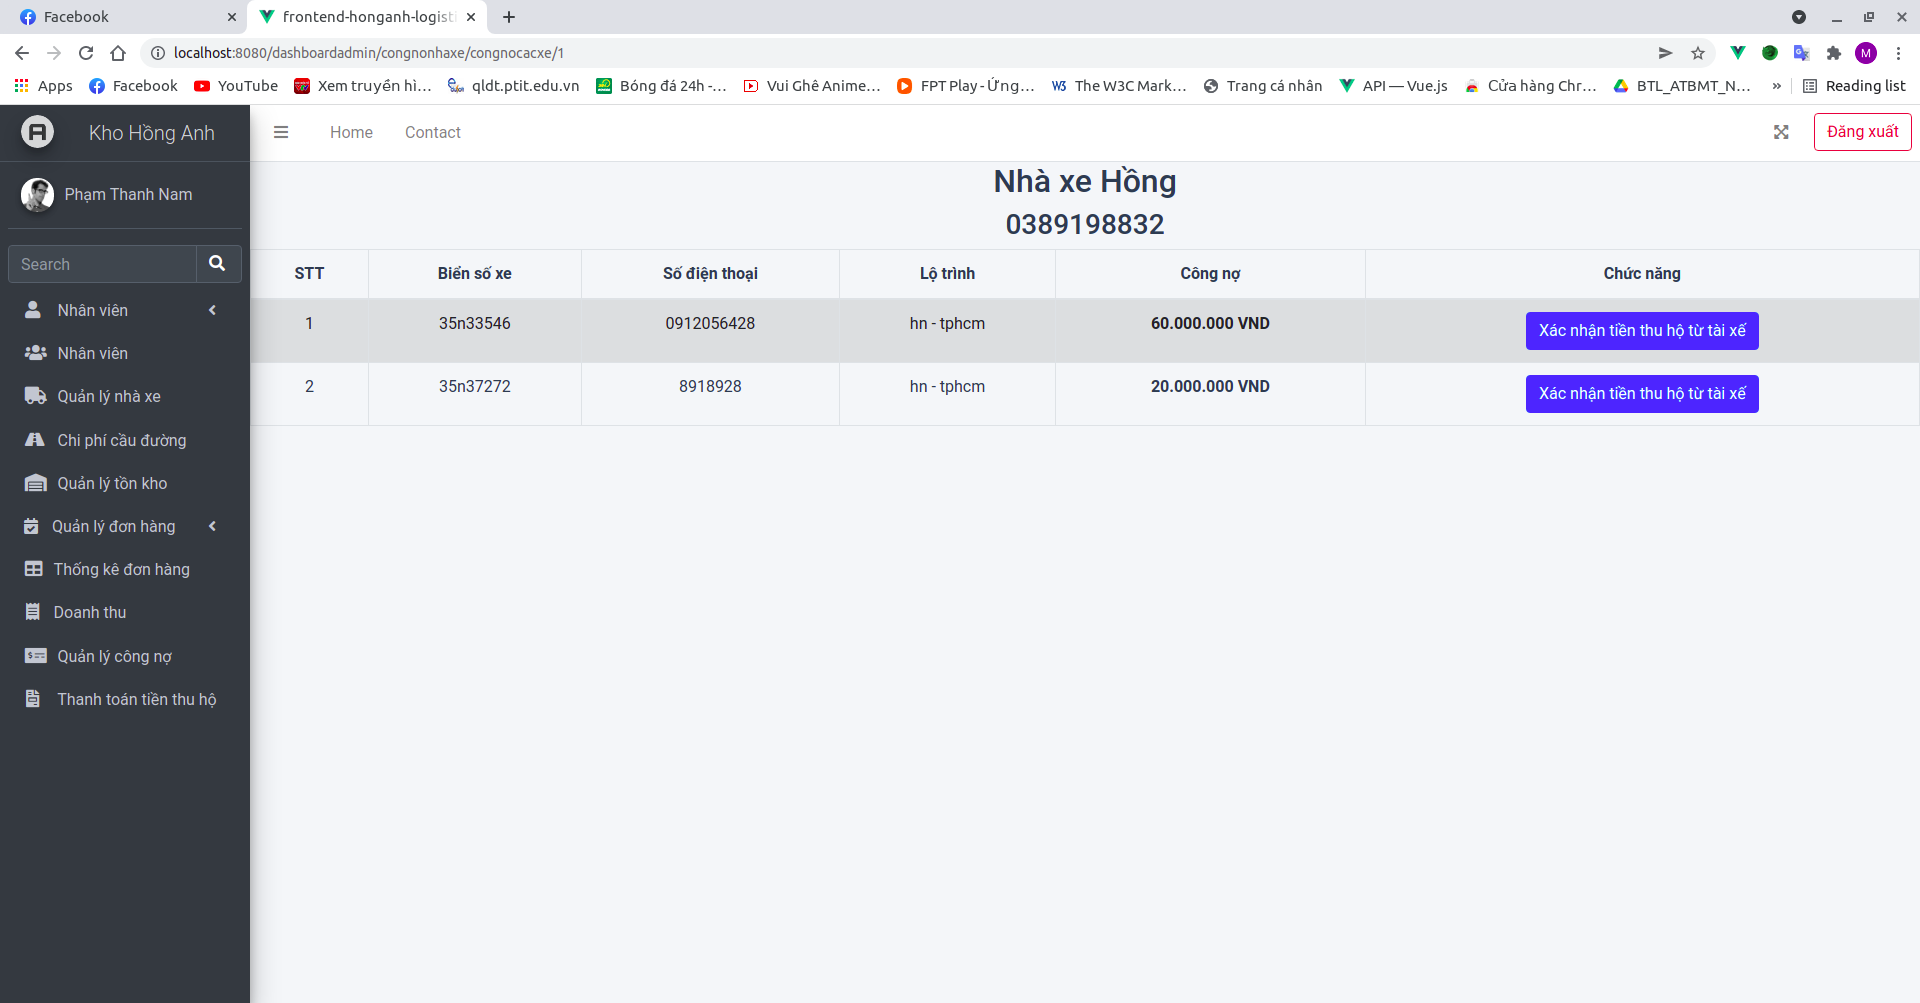 Facebook
frontend-honganh-logist
localhost:8080/dashboardadmin/congnonhaxe/congnocacxe/1
M
Apps Facebook YouTube Xem truyền hì… qldt.ptit.edu.vn Bóng đá 24h -… Vui Ghê Anime… FPT Play - Ứng… The W3C Mark… Trang cá nhân API — Vue.js Cửa hàng Chr… BTL_ATBMT_N… » Reading list
Kho Hồng Anh
Home Contact Đăng xuất
Phạm Thanh Nam
Search
Nhân viên
Nhân viên
Quản lý nhà xe
Chi phí cầu đường
Quản lý tồn kho
Quản lý đơn hàng
Thống kê đơn hàng
Doanh thu
Quản lý công nợ
Thanh toán tiền thu hộ
Nhà xe Hồng
0389198832
STT Biển số xe Số điện thoại Lộ trình Công nợ Chức năng
1 35n33546 0912056428 hn - tphcm 60.000.000 VND Xác nhận tiền thu hộ từ tài xế
2 35n37272 8918928 hn - tphcm 20.000.000 VND Xác nhận tiền thu hộ từ tài xế